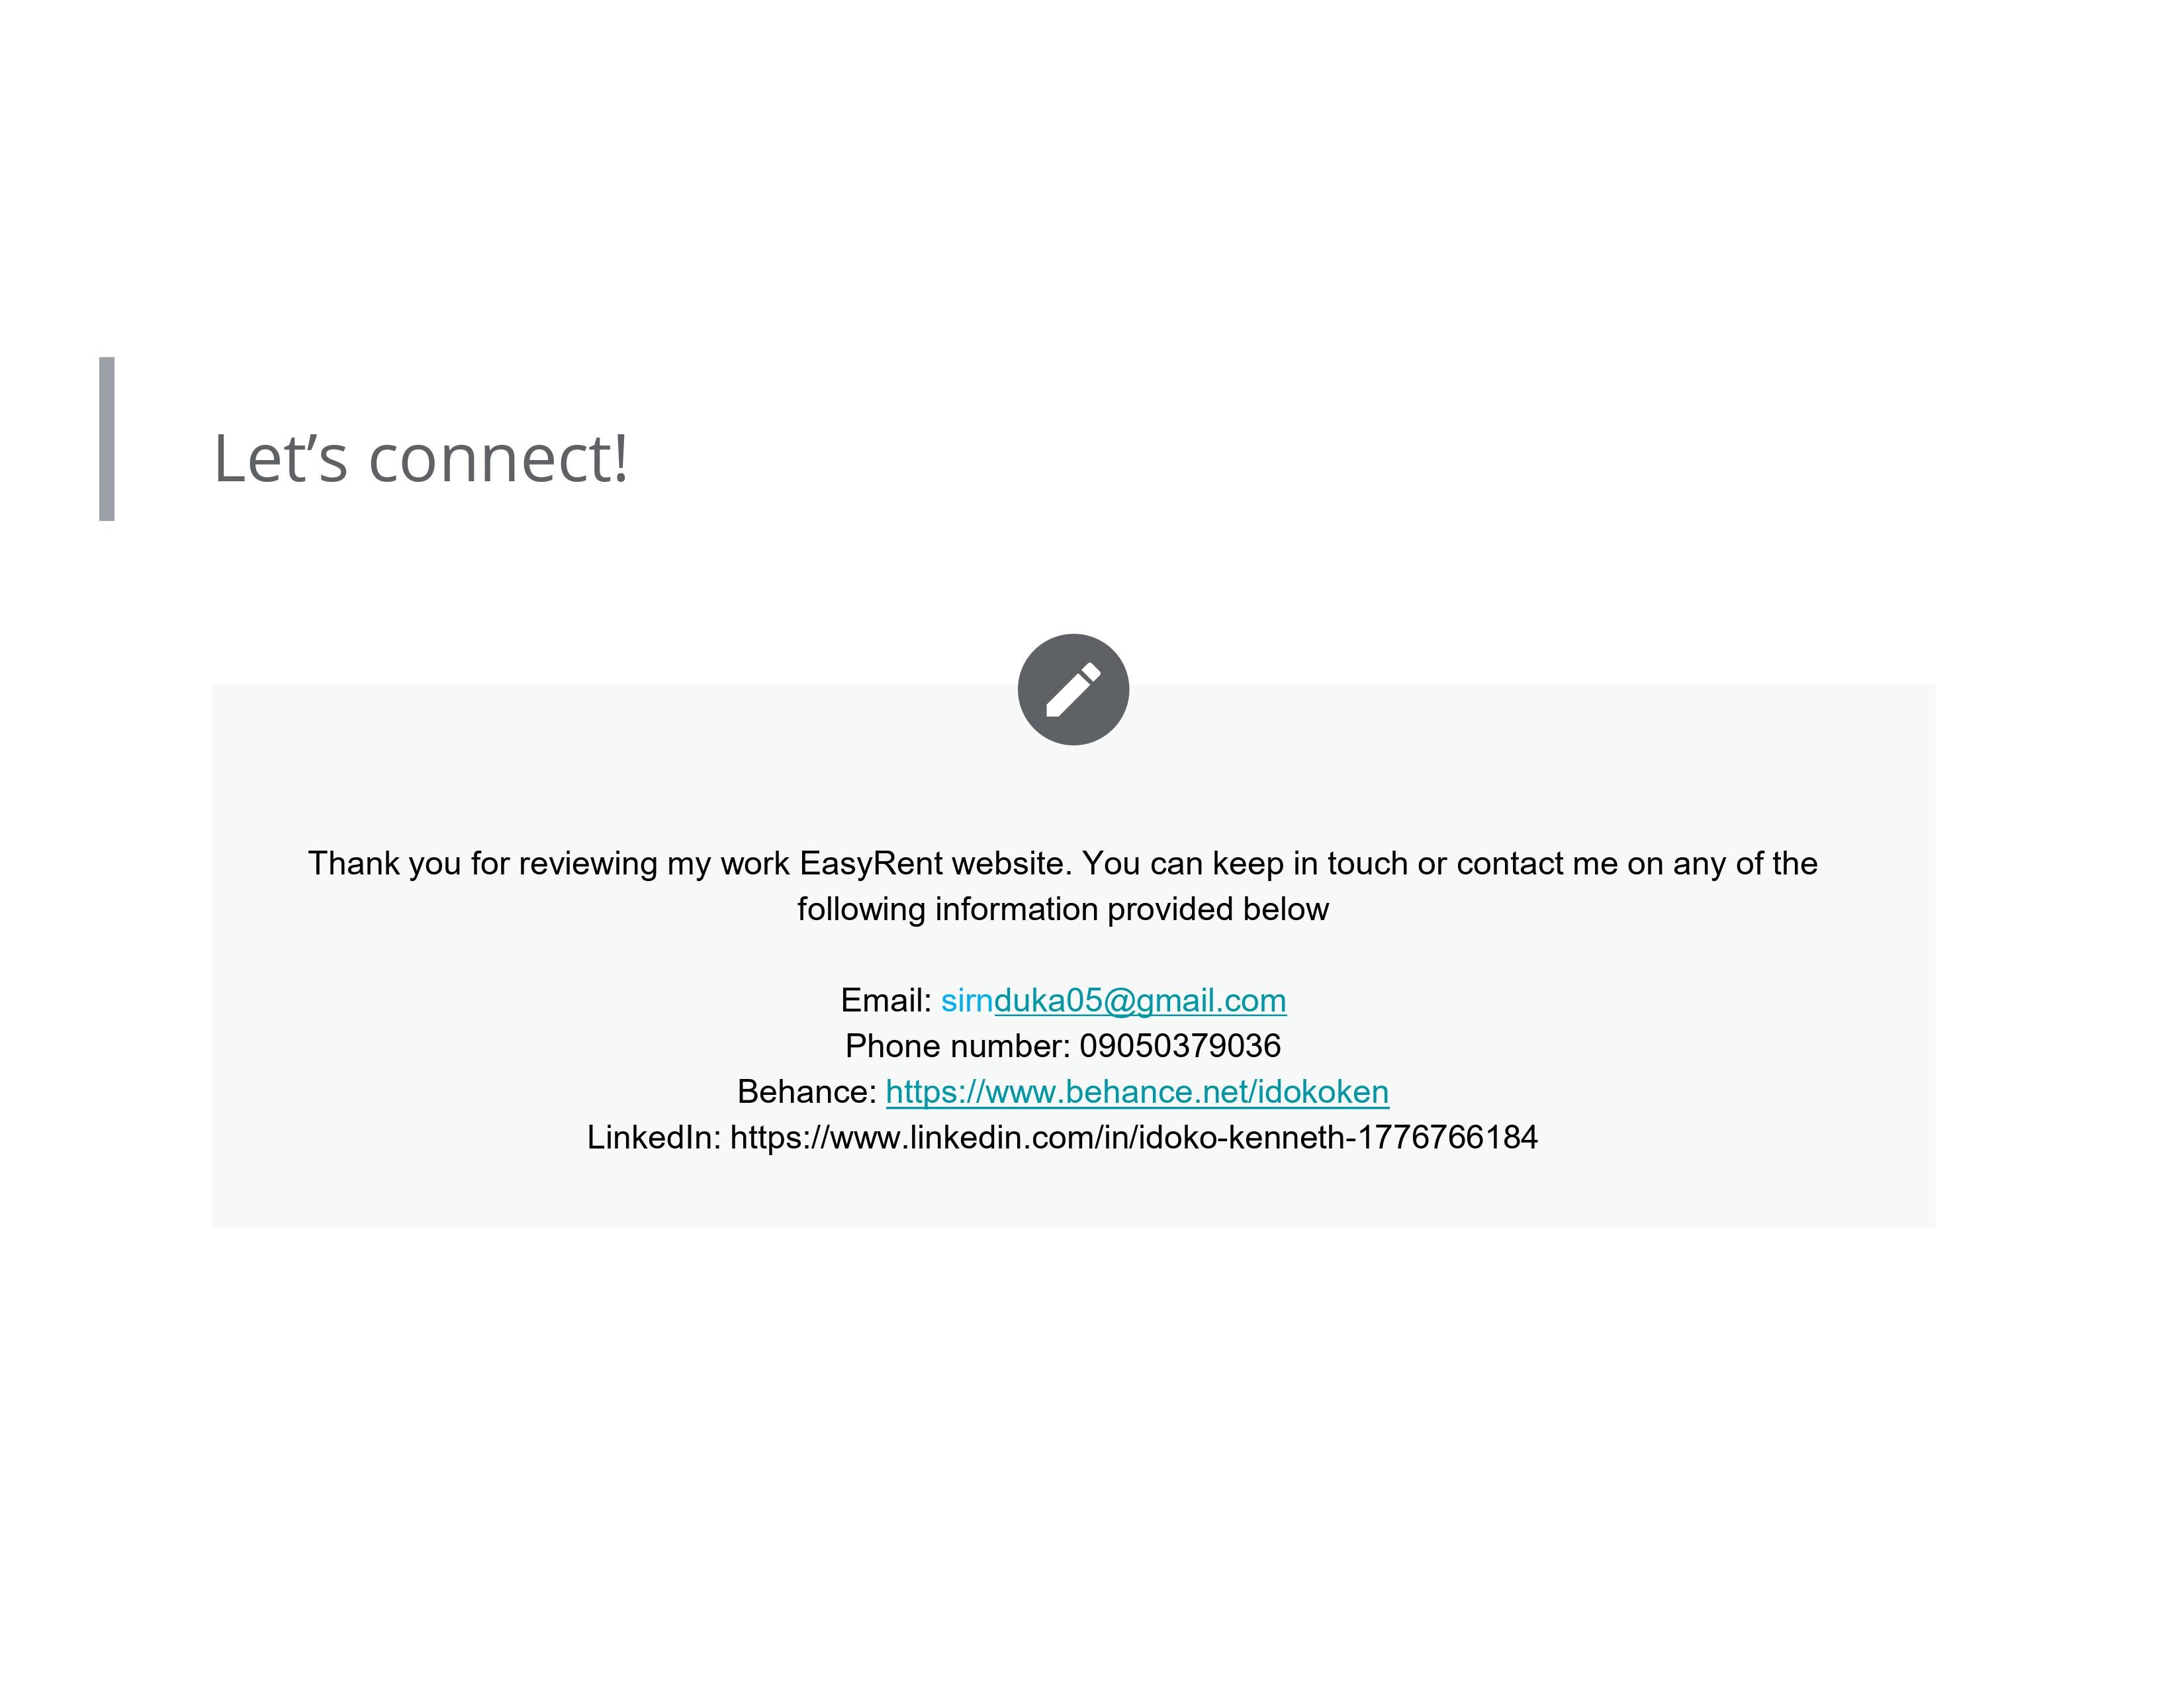 Let’s connect!
Thank you for reviewing my work EasyRent website. You can keep in touch or contact me on any of the
following information provided below
Email: sirnduka05@gmail.com
Phone number: 09050379036
Behance: https://www.behance.net/idokoken
LinkedIn: https://www.linkedin.com/in/idoko-kenneth-1776766184